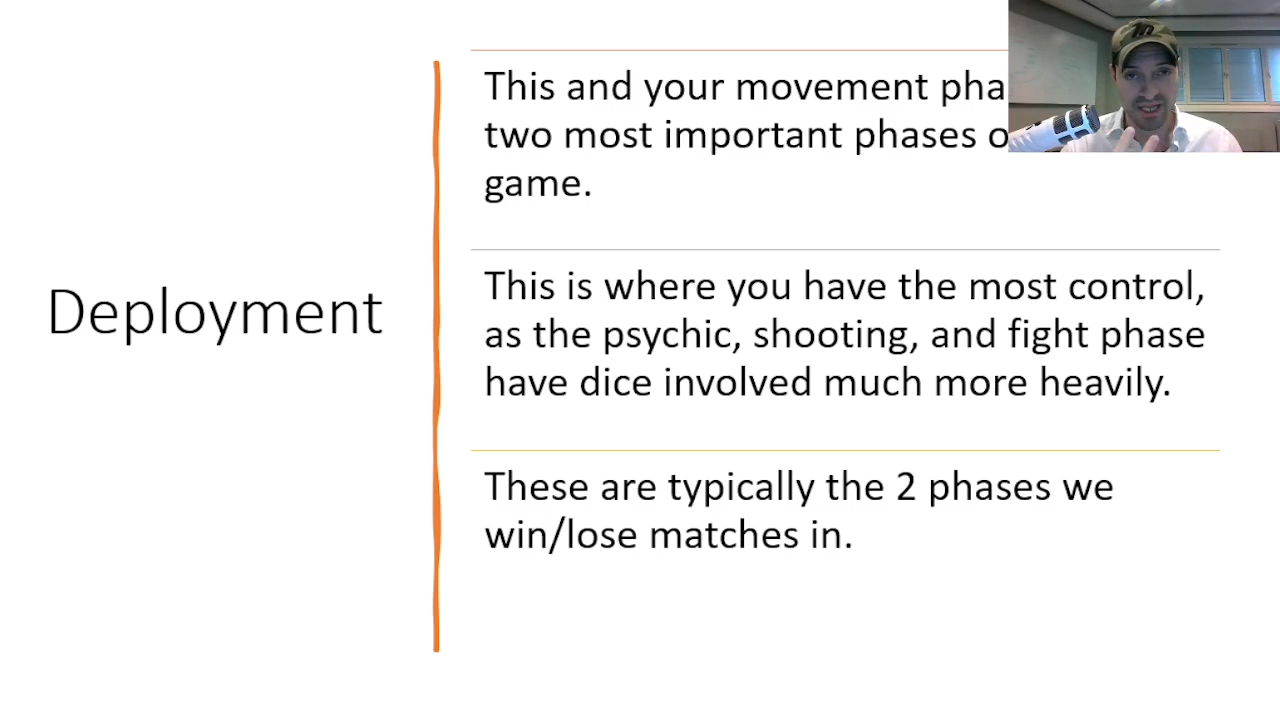 Deployment
This and your movement pha
two most important phases o
game.
This is where you have the most control,
as the psychic, shooting, and fight phase
have dice involved much more heavily.
These are typically the 2 phases we
win/lose matches in.